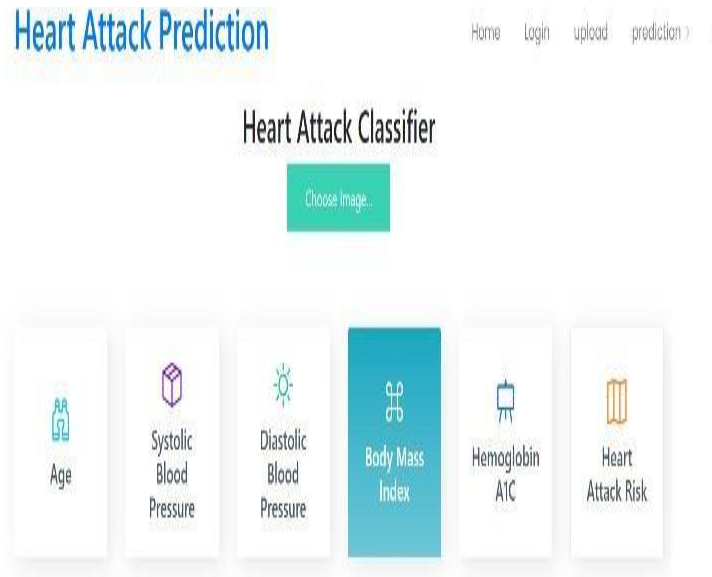 Heart Attack Prediction
Home Login upload prediction
Heart Attack Classifier
Choose Image...
Age
Systolic
Blood
Pressure
Diastolic
Blood
Pressure
Body Mass
Index
Hemoglobin
A1C
Heart
Attack Risk